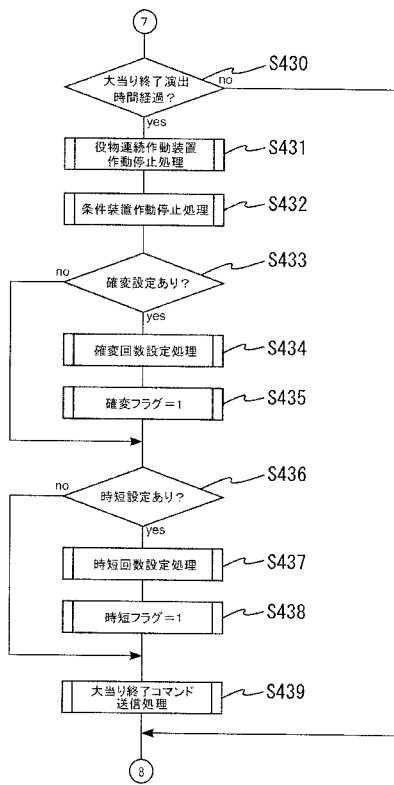 7
大当り終了演出
時間経過?
S430
no
yes
役物連続作動装置
作動停止処理
S431
条件装置作動停止処理
S432
確変設定あり?
S433
no
yes
確変回数設定処理
S434
確変フラグ=1
S435
時短設定あり?
S436
no
yes
時短回数設定処理
S437
時短フラグ=1
S438
大当り終了コマンド
送信処理
S439
8